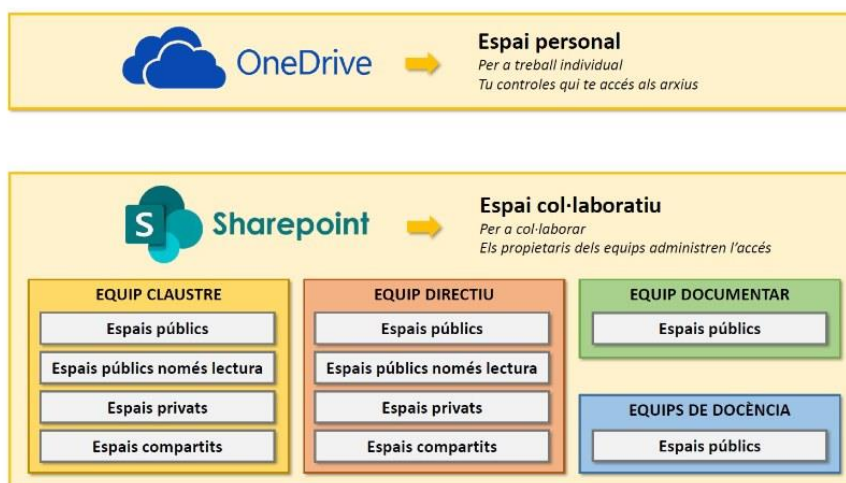 OneDrive
Espai personal
Per a treball individual
Tu controles qui te accés als arxius
S
Sharepoint
Espai col·laboratiu
Per a col·laborar
Els propietaris dels equips administren l'accés
EQUIP CLAUSTRE
Espais públics
Espais públics només lectura
Espais privats
Espais compartits
EQUIP DIRECTIU
Espais públics
Espais públics només lectura
Espais privats
Espais compartits
EQUIP DOCUMENTAR
Espais públics
EQUIPS DE DOCÈNCIA
Espais públics